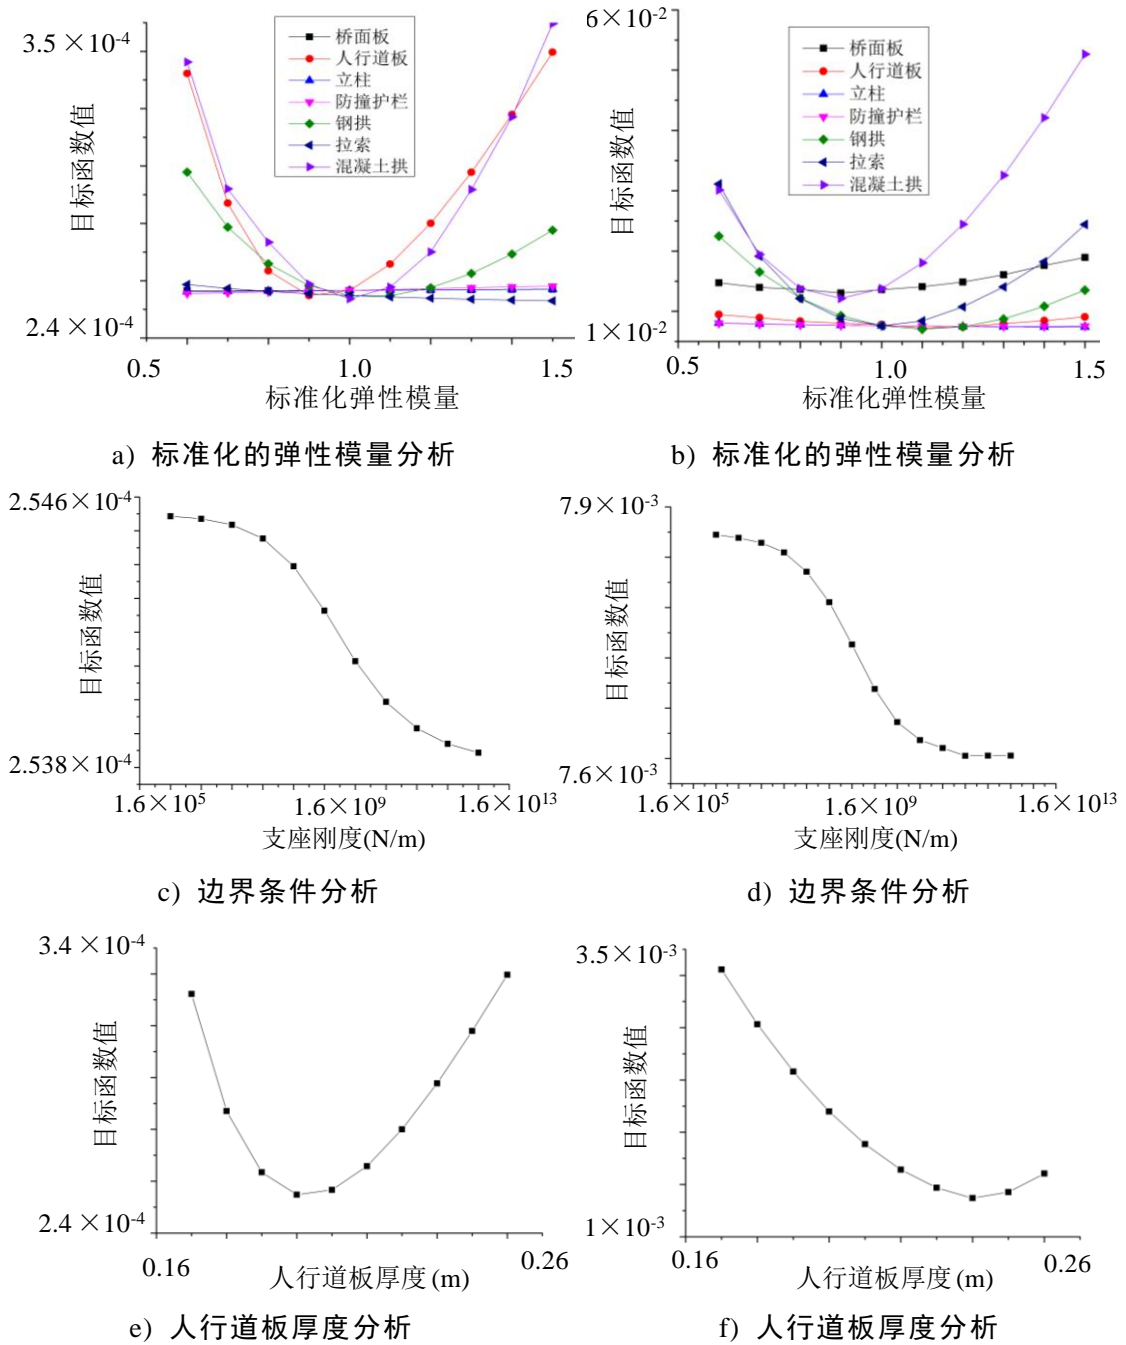 3.5×10-4
目标函数值
2.4×10-4
桥面板
人行道板
立柱
防撞护栏
钢拱
拉索
混凝土拱
0.5
1.0
1.5
标准化弹性模量
a) 标准化的弹性模量分析
6×10-2
目标函数值
1×10-2
桥面板
人行道板
立柱
防撞护栏
钢拱
拉索
混凝土拱
0.5
1.0
1.5
标准化弹性模量
b) 标准化的弹性模量分析
2.546×10-4
目标函数值
2.538×10-4
1.6×105
1.6×109
1.6×1013
支座刚度(N/m)
c) 边界条件分析
7.9×10-3
目标函数值
7.6×10-3
1.6×105
1.6×109
1.6×1013
支座刚度(N/m)
d) 边界条件分析
3.4×10-4
目标函数值
2.4×10-4
0.16
0.26
人行道板厚度(m)
e) 人行道板厚度分析
3.5×10-3
目标函数值
1×10-3
0.16
0.26
人行道板厚度(m)
f) 人行道板厚度分析